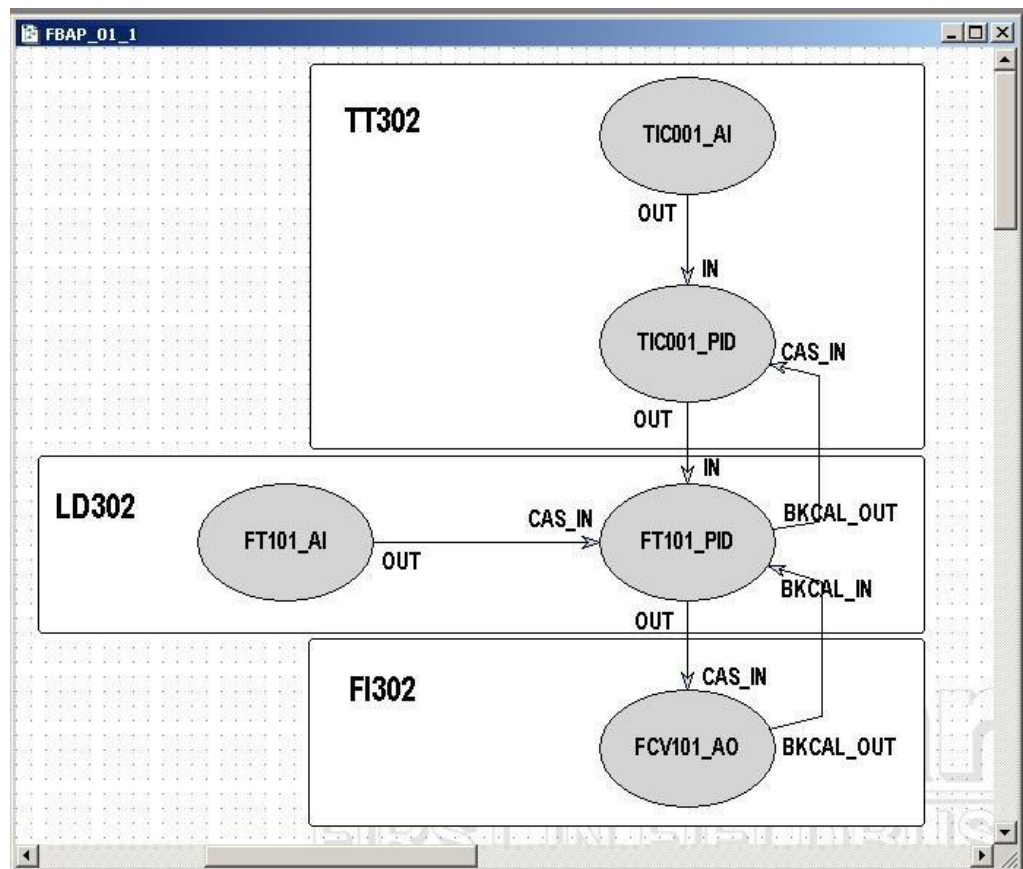 FBAP_01_1
TT302
TIC001_AI
OUT
IN
TIC001_PID
CAS_IN
OUT
IN
LD302
FT101_AI
OUT
CAS_IN
FT101_PID
BKCAL_OUT
BKCAL_IN
OUT
CAS_IN
FI302
FCV101_AO
BKCAL_OUT